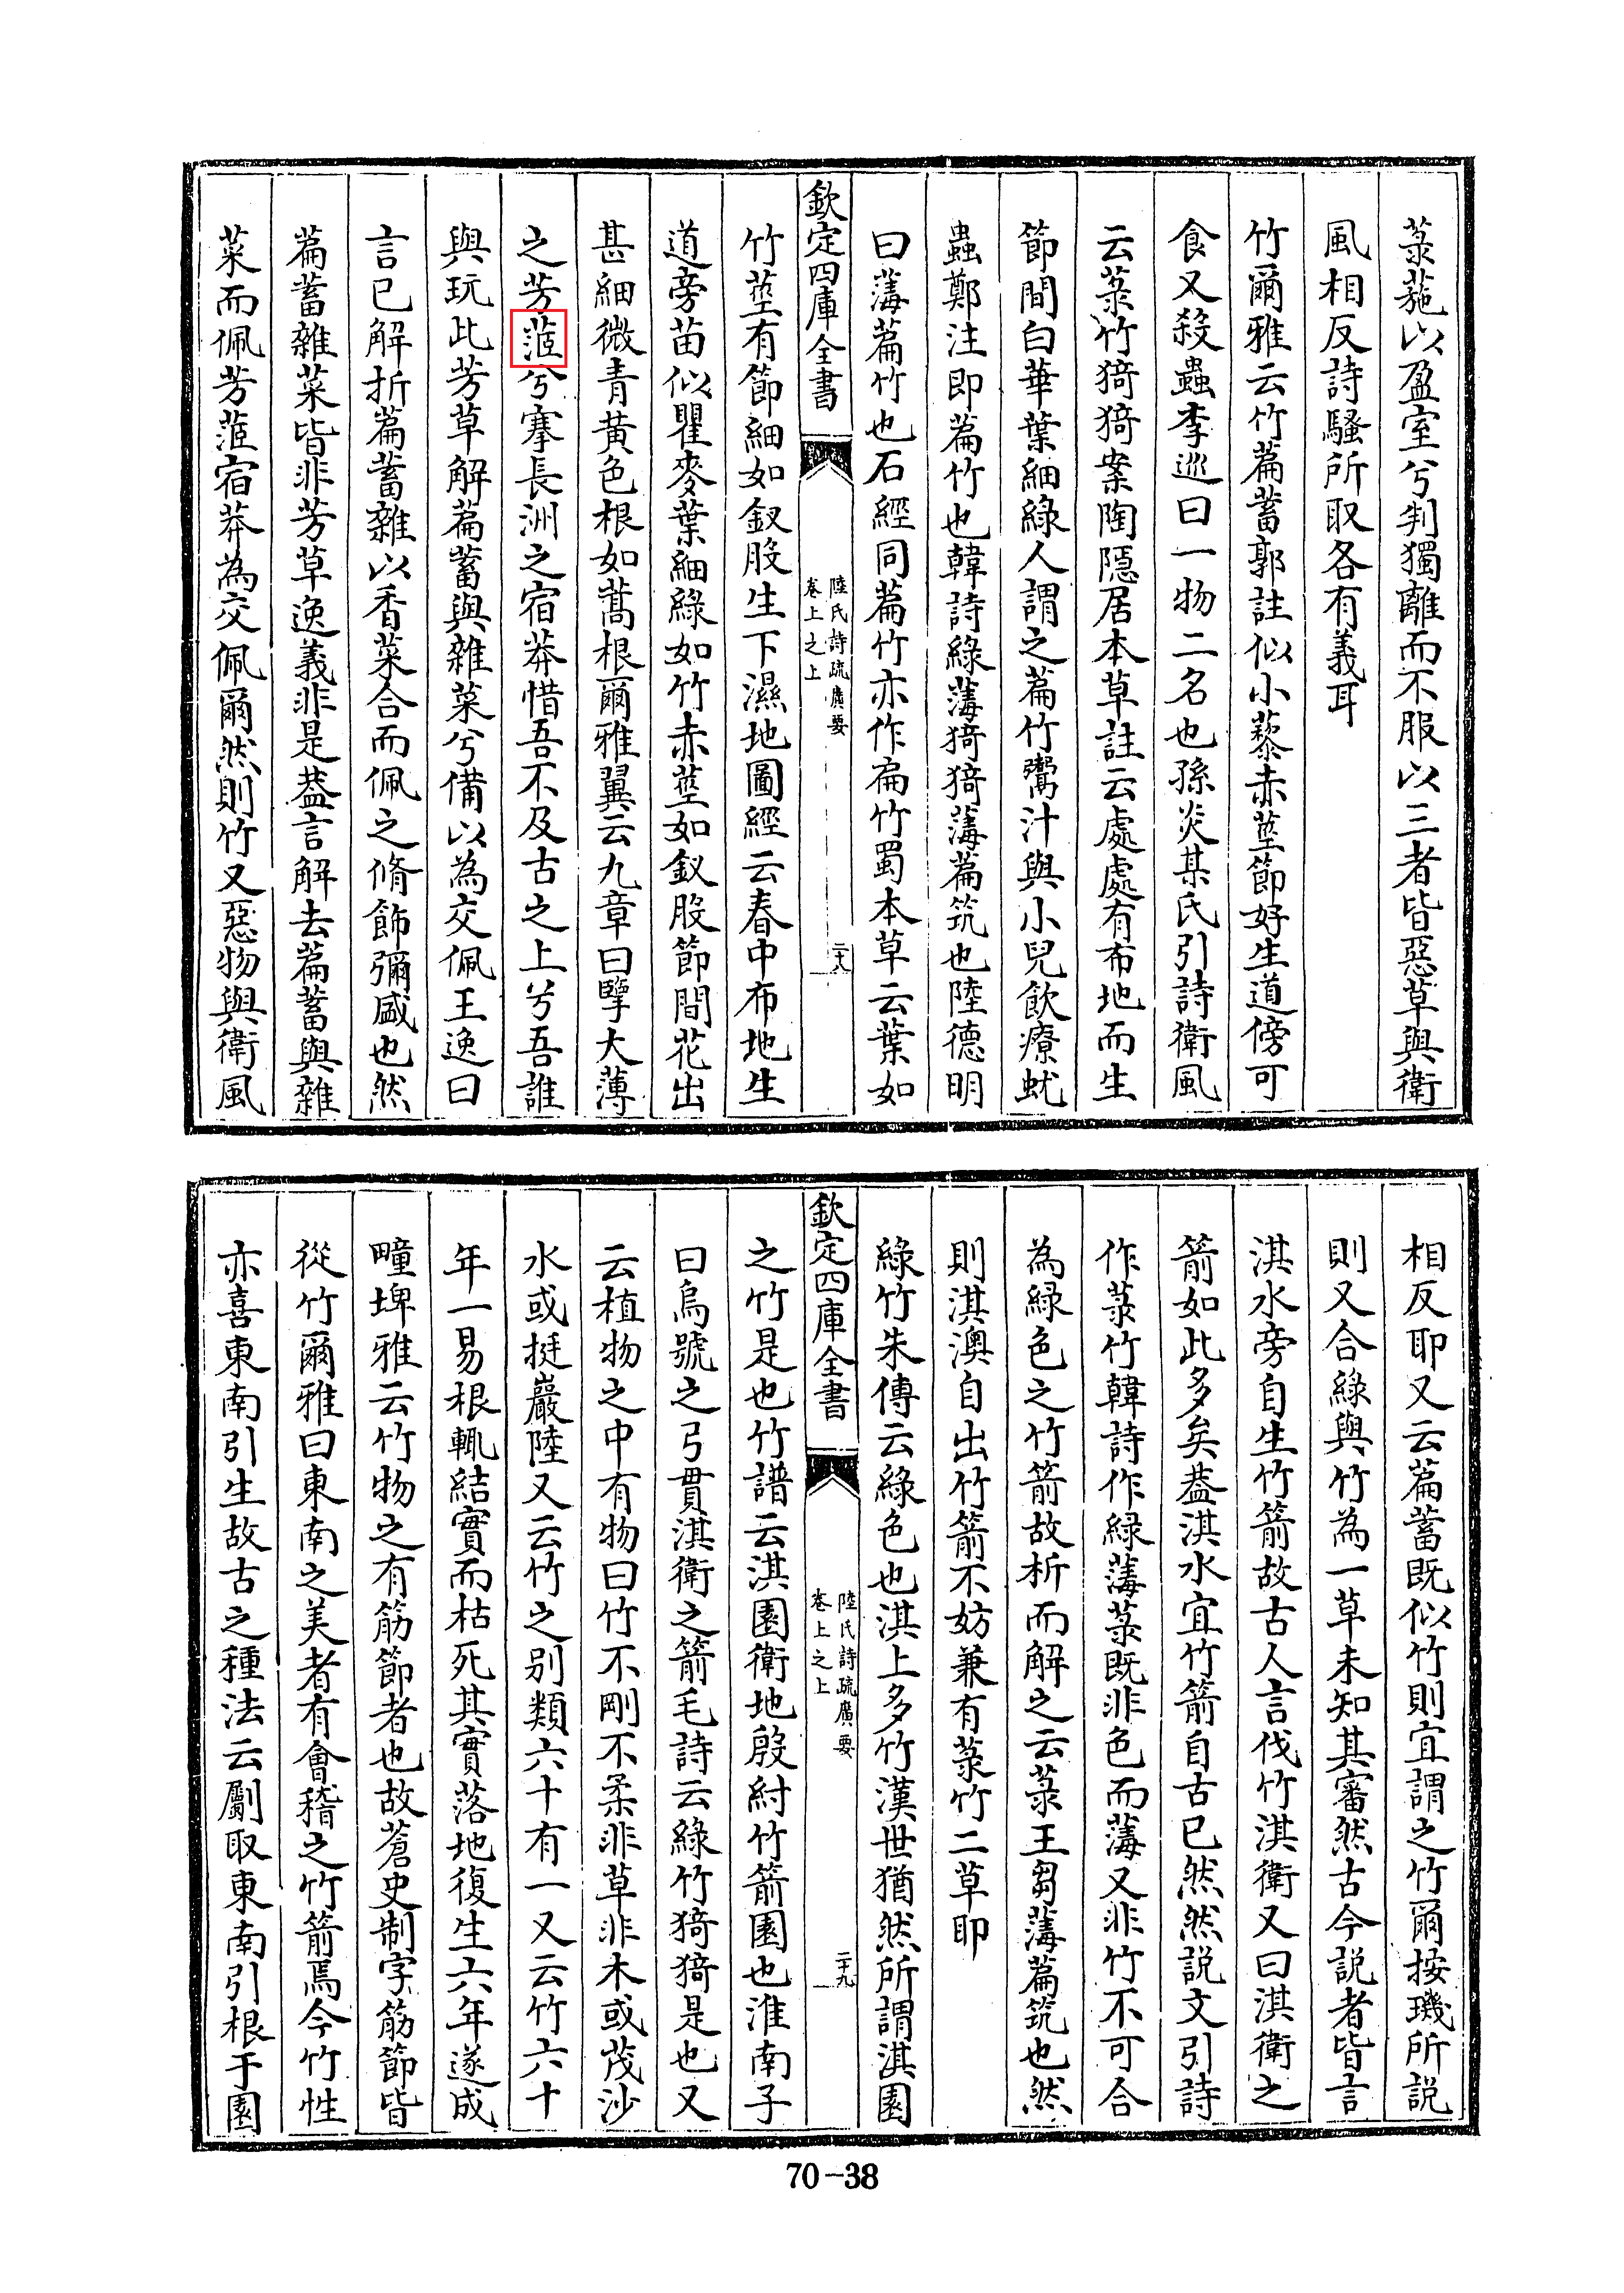 菉葹以盈室兮判獨離而不服以三者皆惡草與衛
風相反詩騷所取各有義耳
竹爾雅云竹萹蓄郭註似小藜赤莖節好生道傍可
食又殺蟲李巡曰一物二名也孫炎某氏引詩衛風
云菉竹猗猗案陶隱居本草註云處處有布地而生
節間白華葉細綠人謂之萹竹鬻汁與小兒飲療蚘
蟲鄭注即萹竹也韓詩綠薄猗猗薄萹筑也陸德明
曰薄萹竹也石經同萹竹亦作扁竹蜀本草云葉如
欽定四庫全書
陸氏詩疏廣要
卷上之上
二十八
竹莖有節細如釵股生下濕地圖經云春中布地生
道旁苗似瞿麥葉細綠如竹赤莖如釵股節間花出
甚細微青黃色根如蒿根爾雅翼云九章曰擥大薄
之芳茝兮搴長洲之宿莽惜吾不及古之上兮吾誰
與玩此芳草解萹蓄與雜菜兮備以為交佩王逸曰
言已解折萹蓄雜以香菜合而佩之脩飾彌盛也然
萹蓄雜菜皆非芳草逸義非是葢言解去萹蓄與雜
菜而佩芳茝宿莽為交佩爾然則竹又惡物與衛風
相反耶又云萹蓄既似竹則宜謂之竹爾按璣所説
則又合綠與竹為一草未知其審然古今説者皆言
淇水旁自生竹箭故古人言伐竹淇衛又曰淇衛之
箭如此多矣葢淇水宜竹箭自古已然然説文引詩
作菉竹韓詩作綠薄菉既非色而薄又非竹不可合
為綠色之竹箭故析而解之云菉王芻薄萹筑也然
則淇澳自出竹箭不妨兼有菉竹二草耶
綠竹朱傳云綠色也淇上多竹漢世猶然所謂淇園
欽定四庫全書
陸氏詩疏廣要
卷上之上
二十九
之竹是也竹譜云淇園衛地殷紂竹箭園也淮南子
曰烏號之弓貫淇衛之箭毛詩云綠竹猗猗是也又
云植物之中有物曰竹不剛不柔非草非木或茂沙
水或挺巖陸又云竹之别類六十有一又云竹六十
年一易根輒結實而枯死其實落地復生六年遂成
疃埤雅云竹物之有筋節者也故蒼史制字筋節皆
從竹爾雅曰東南之美者有會稽之竹箭焉今竹性
亦喜東南引生故古之種法云斸取東南引根于園
70-38